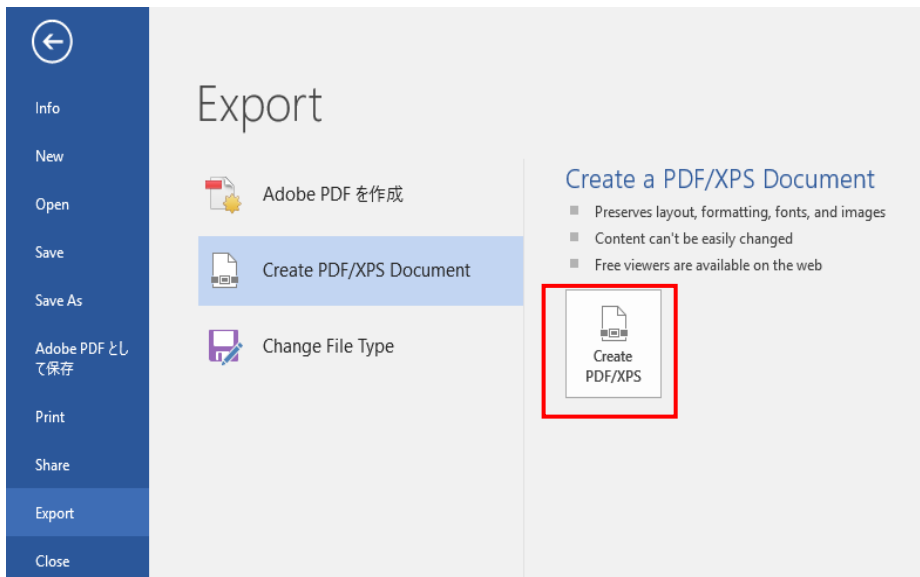 Info
New
Open
Save
Save As
Adobe PDF とし
て保存
Print
Share
Export
Close
Export
Adobe PDF を作成
Create PDF/XPS Document
Change File Type
Create a PDF/XPS Document
Preserves layout, formatting, fonts, and images
Content can't be easily changed
Free viewers are available on the web
Create
PDF/XPS